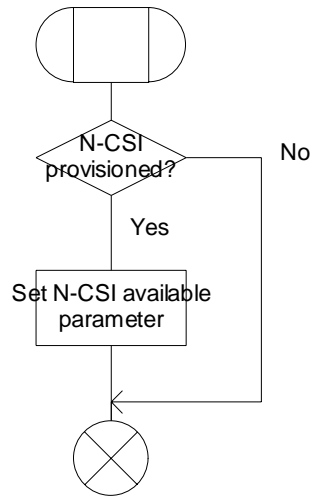 N-CSI
provisioned?
No
Yes
Set N-CSI available
parameter